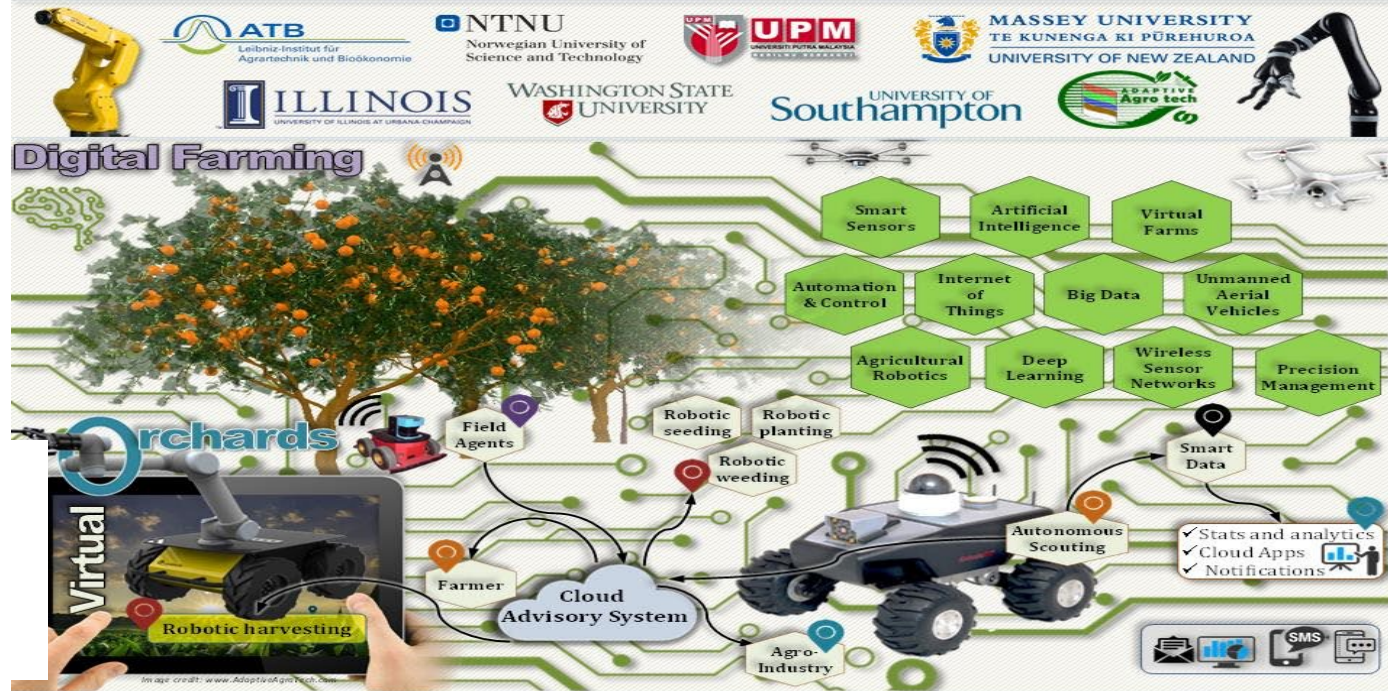 ATB
Leibniz-Institut für
Agrartechnik und Bioökonomie
NTNU
Norwegian University of
Science and Technology
UPM
UPM
UNIVERSITI PUTRA MALAYSIA
MASSEY UNIVERSITY
TE KUNENGA KI PŪREHUROA
UNIVERSITY OF NEW ZEALAND
ILLINOIS
UNIVERSITY OF ILLINOIS AT URBANA-CHAMPAIGN
WASHINGTON STATE
UNIVERSITY
UNIVERSITY OF
Southampton
ADAPTIVE
Agro tech
Digital Farming
Smart
Sensors
Artificial
Intelligence
Virtual
Farms
Automation
& Control
Internet
of
Things
Big Data
Unmanned
Aerial
Vehicles
Agricultural
Robotics
Deep
Learning
Wireless
Sensor
Networks
Precision
Management
Orchards
Virtual
Field
Agents
Robotic
seeding
Robotic
planting
Robotic
weeding
Smart
Data
Autonomous
Scouting
✓ Stats and analytics
✓ Cloud Apps
✓ Notifications
Farmer
Cloud
Advisory System
Robotic harvesting
Agro-
Industry
SMS
Image credit: www.AdaptiveAgroTech.com